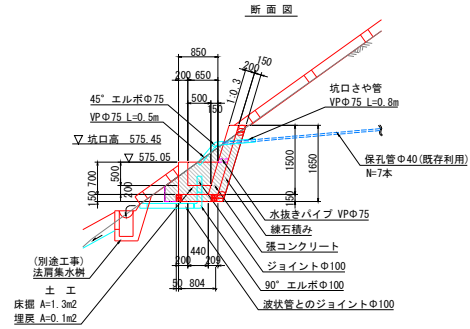 断面図
850
200 650
500
150
1:0.3
200
150
坑口さや管
VPΦ75 L=0.8m
45° エルボΦ75
VPΦ75 L=0.5m
▽ 坑口高 575.45
▽ 575.05
700
500
200
150
1500
1650
150
保孔管Φ40(既存利用)
N=7本
水抜きパイプ VPΦ75
練石積み
張コンクリート
ジョイントΦ100
90° エルボΦ100
波状管とのジョイントΦ100
440
200
209
50 804
(別途工事)
法肩集水桝
土 工
床掘 A=1.3m2
埋戻 A=0.1m2